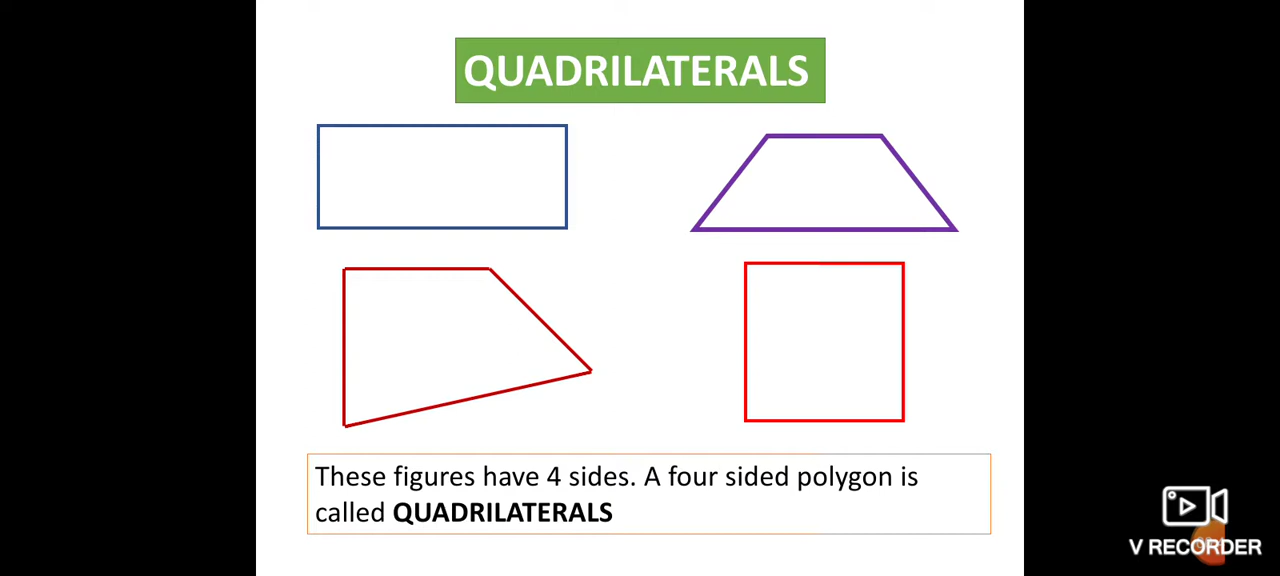 QUADRILATERALS
These figures have 4 sides. A four sided polygon is
called QUADRILATERALS
V RECORDER